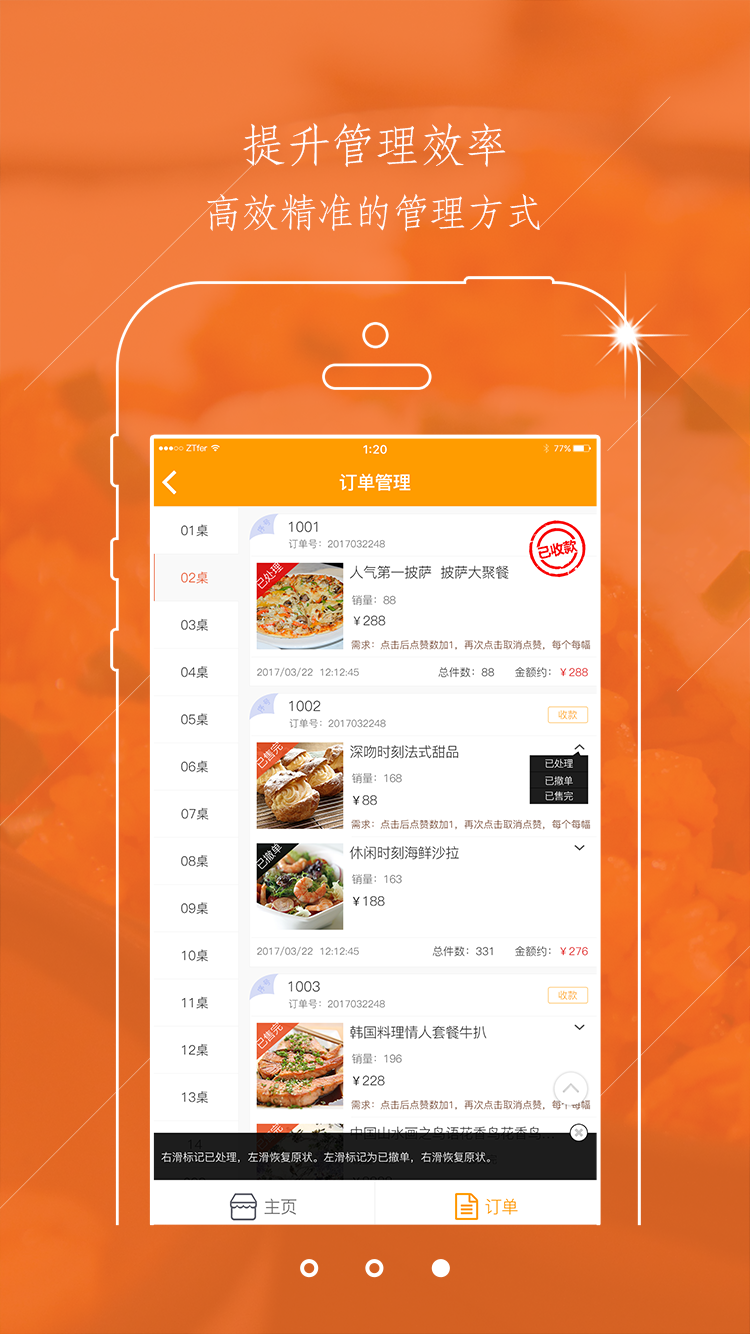 提升管理效率
高效精准的管理方式
ZTfer
1:20
77%
订单管理
01桌
02桌
03桌
04桌
05桌
06桌
07桌
08桌
09桌
10桌
11桌
12桌
13桌
14
序号
1001
订单号：2017032248
已收款
已处理
人气第一披萨 披萨大聚餐
销量：88
￥288
需求：点击后点赞数加1，再次点击取消点赞，每个每幅
2017/03/22 12:12:45
总件数：88 金额约：￥288
序号
1002
订单号：2017032248
收款
已售完
深吻时刻法式甜品
销量：168
￥88
已处理
已撤单
已售完
需求：点击后点赞数加1，再次点击取消点赞，每个每幅
已撤单
休闲时刻海鲜沙拉
销量：163
￥188
2017/03/22 12:12:45
总件数：331 金额约：￥276
序号
1003
订单号：2017032248
收款
已售完
韩国料理情人套餐牛扒
销量：196
￥228
需求：点击后点赞数加1，再次点击取消点赞，每个每幅
中国山水画之鸟语花香鸟花香鸟...
右滑标记已处理，左滑恢复原状。左滑标记为已撤单，右滑恢复原状。
主页
订单